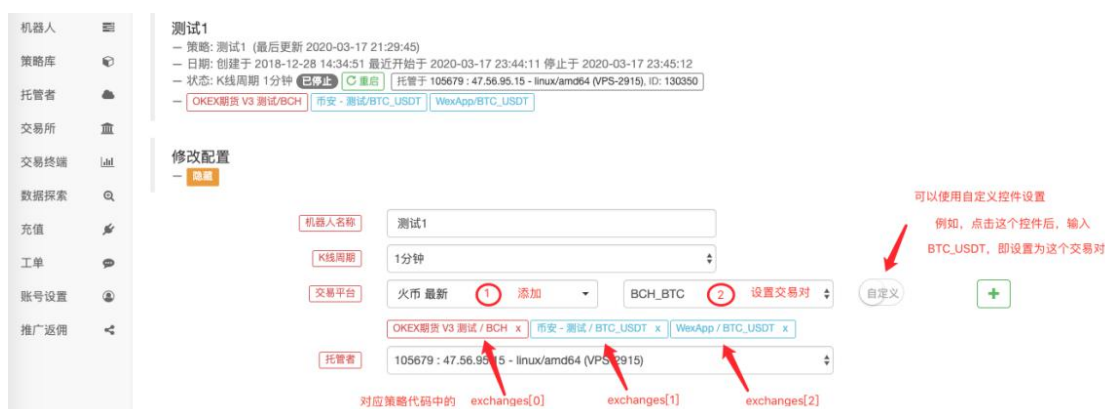 机器人
策略库
托管者
交易所
交易终端
数据探索
充值
工单
账号设置
推广返佣
测试1
— 策略: 测试1 (最后更新 2020-03-17 21:29:45)
— 日期: 创建于 2018-12-28 14:34:51 最近开始于 2020-03-17 23:44:11 停止于 2020-03-17 23:45:12
— 状态: K线周期 1分钟 已停止 重启 托管于 105679 : 47.56.95.15 - linux/amd64 (VPS-2915), ID: 130350
— OKEX期货 V3 测试/BCH 币安 - 测试/BTC_USDT WexApp/BTC_USDT
修改配置
— 隐藏
可以使用自定义控件设置
例如，点击这个控件后，输入
BTC_USDT，即设置为这个交易对
机器人名称 测试1
K线周期 1分钟
交易平台 火币 最新 1 添加 BCH_BTC 2 设置交易对 自定义 +
OKEX期货 V3 测试 / BCH x 币安 - 测试 / BTC_USDT x WexApp / BTC_USDT x
托管者 105679 : 47.56.95.15 - linux/amd64 (VPS-2915)
对应策略代码中的 exchanges[0] exchanges[1] exchanges[2]